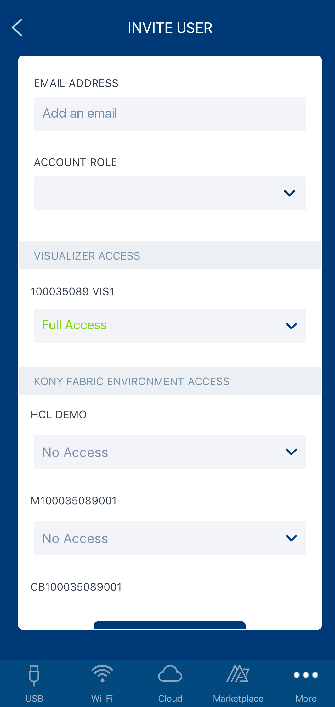 INVITE USER
EMAIL ADDRESS
Add an email
ACCOUNT ROLE
VISUALIZER ACCESS
100035089 VIS1
Full Access
KONY FABRIC ENVIRONMENT ACCESS
HCL DEMO
No Access
M100035089001
No Access
CB100035089001
USB
Wi-Fi
Cloud
Marketplace
More